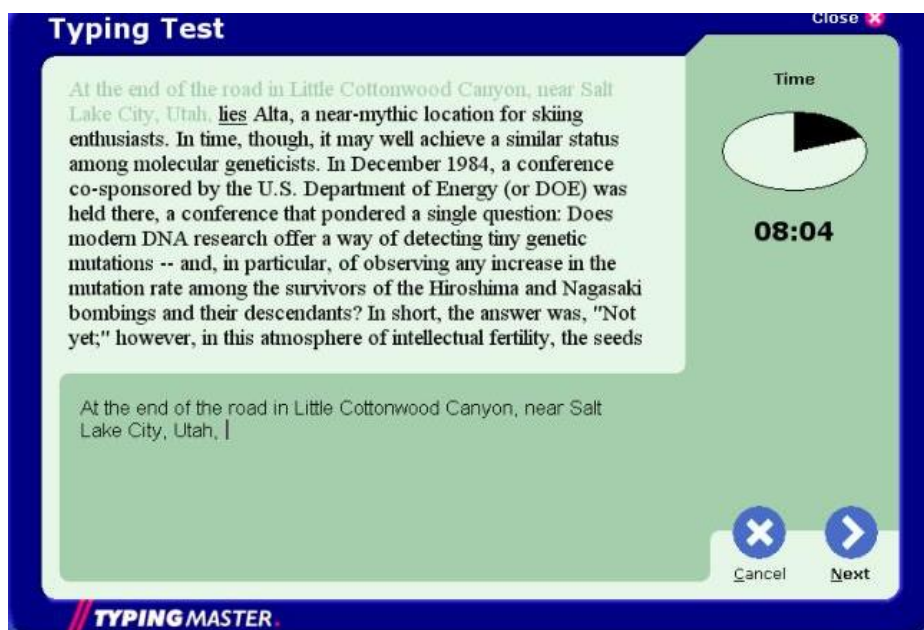 Close
Typing Test
At the end of the road in Little Cottonwood Canyon, near Salt
Lake City, Utah, lies Alta, a near-mythic location for skiing
enthusiasts. In time, though, it may well achieve a similar status
among molecular geneticists. In December 1984, a conference
co-sponsored by the U.S. Department of Energy (or DOE) was
held there, a conference that pondered a single question: Does
modern DNA research offer a way of detecting tiny genetic
mutations -- and, in particular, of observing any increase in the
mutation rate among the survivors of the Hiroshima and Nagasaki
bombings and their descendants? In short, the answer was, "Not
yet;" however, in this atmosphere of intellectual fertility, the seeds
Time
08:04
At the end of the road in Little Cottonwood Canyon, near Salt
Lake City, Utah,
Cancel
Next
TYPING MASTER.